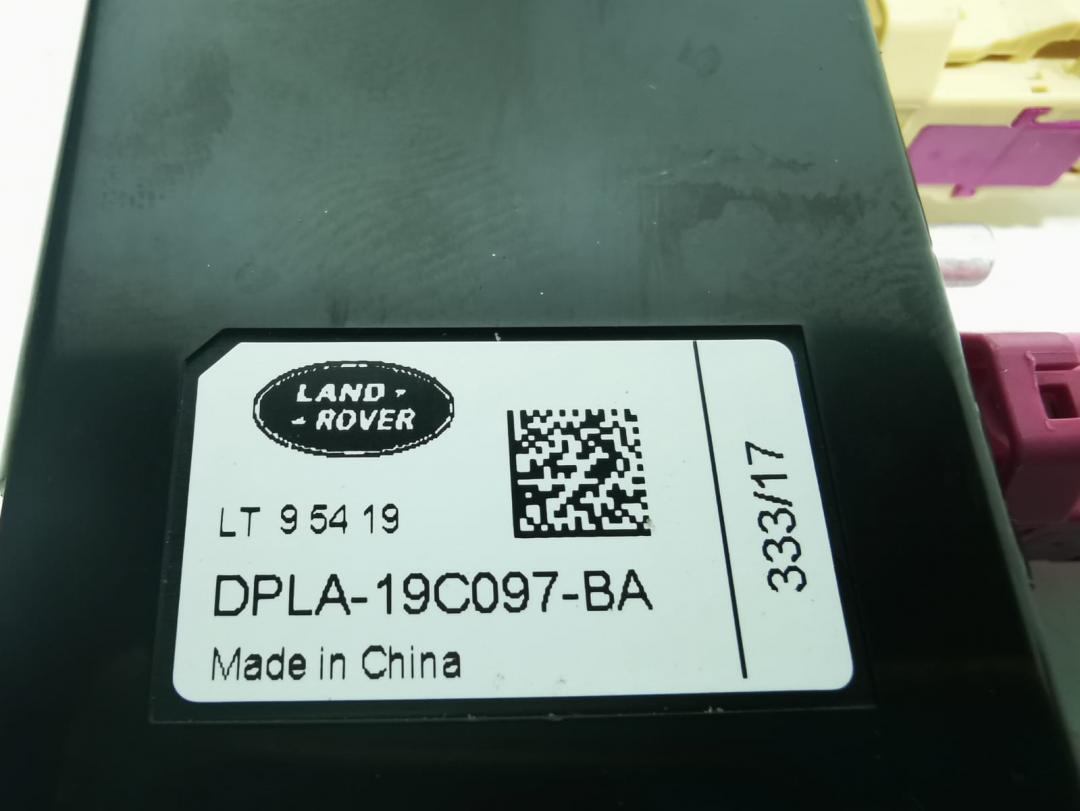 LAND
ROVER
LT 9 54 19
DPLA-19C097-BA
Made in China
333/17